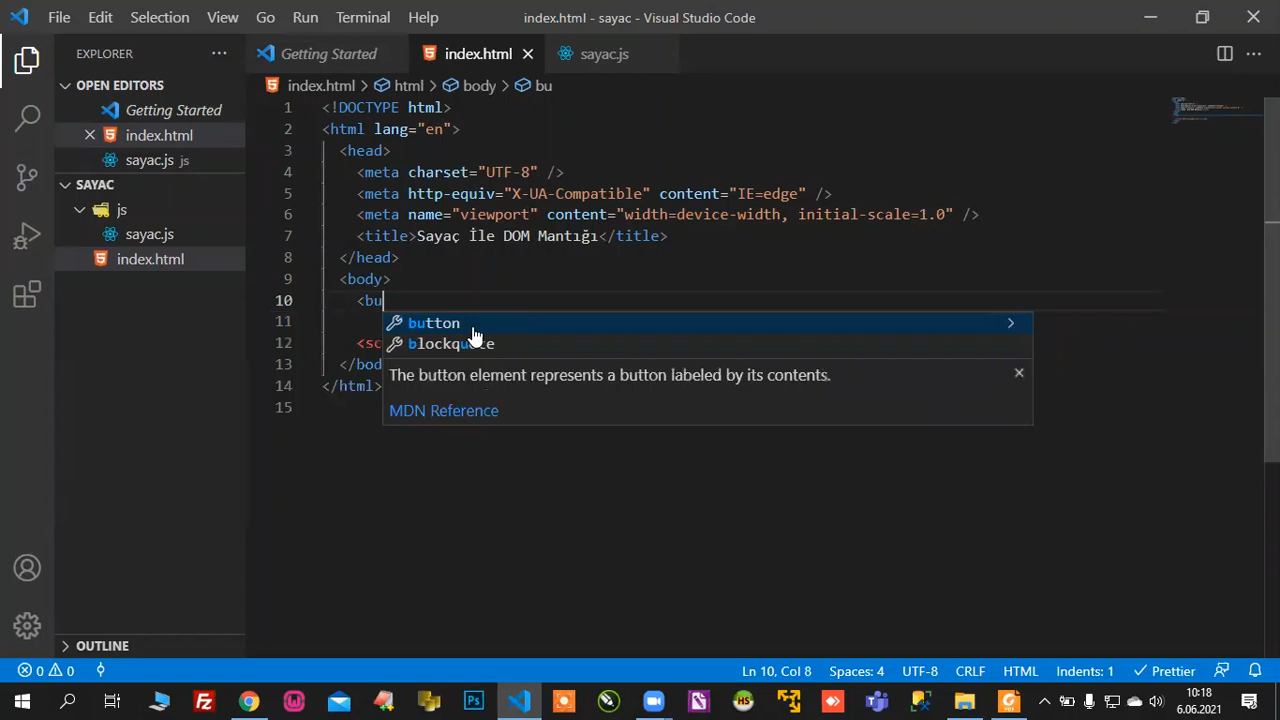 File Edit Selection View Go Run Terminal Help index.html - sayac - Visual Studio Code
EXPLORER
OPEN EDITORS
Getting Started
index.html
sayac.js js
SAYAC
js
sayac.js
index.html
OUTLINE
Getting Started index.html sayac.js
index.html > html > body > bu
1 <!DOCTYPE html>
2 <html lang="en">
3 <head>
4 <meta charset="UTF-8" />
5 <meta http-equiv="X-UA-Compatible" content="IE=edge" />
6 <meta name="viewport" content="width=device-width, initial-scale=1.0" />
7 <title>Sayaç İle DOM Mantığı</title>
8 </head>
9 <body>
10 <bu
11
12 <sc
13 </bod
14 </html>
15
button
blockquote
The button element represents a button labeled by its contents.
MDN Reference
0 0 Ln 10, Col 8 Spaces: 4 UTF-8 CRLF HTML Indents: 1 Prettier
10:18
6.06.2021